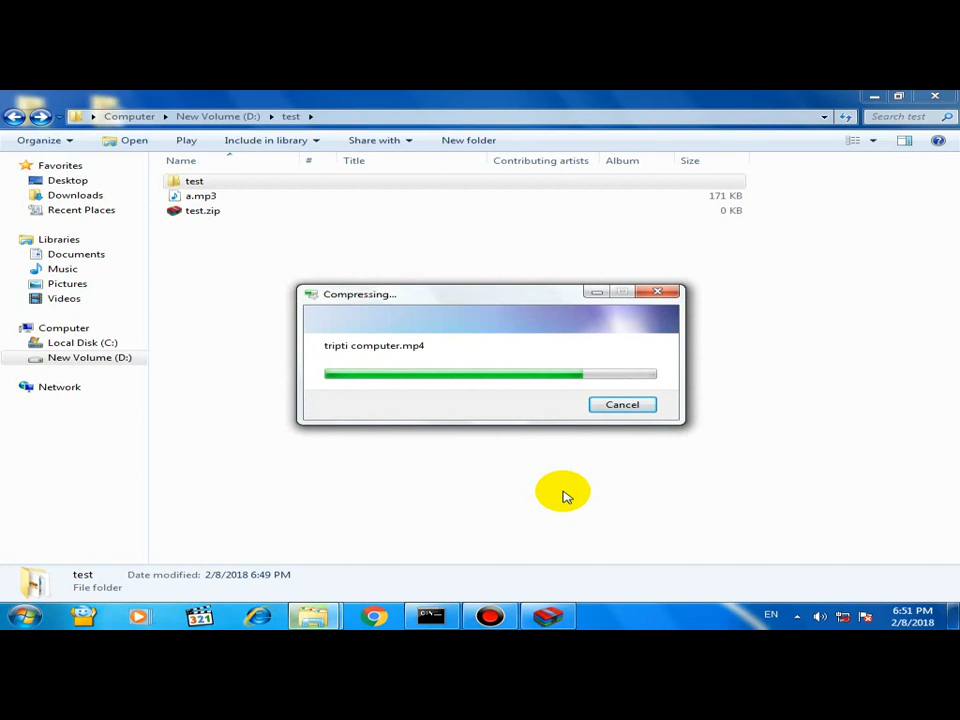 Computer New Volume (D:) test Search test
Organize Open Play Include in library Share with New folder
Name # Title Contributing artists Album Size
Favorites
Desktop
Downloads
Recent Places
Libraries
Documents
Music
Pictures
Videos
Computer
Local Disk (C:)
New Volume (D:)
Network
test
a.mp3 171 KB
test.zip 0 KB
Compressing...
tripti computer.mp4
Cancel
test Date modified: 2/8/2018 6:49 PM
File folder
321
C:\.
EN
6:51 PM
2/8/2018